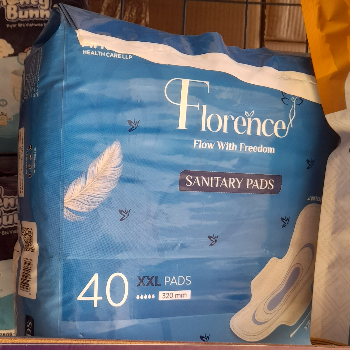 HEALTHCARE LLP
Florence
Flow With Freedom
SANITARY PADS
40
XXL PADS
320 mm